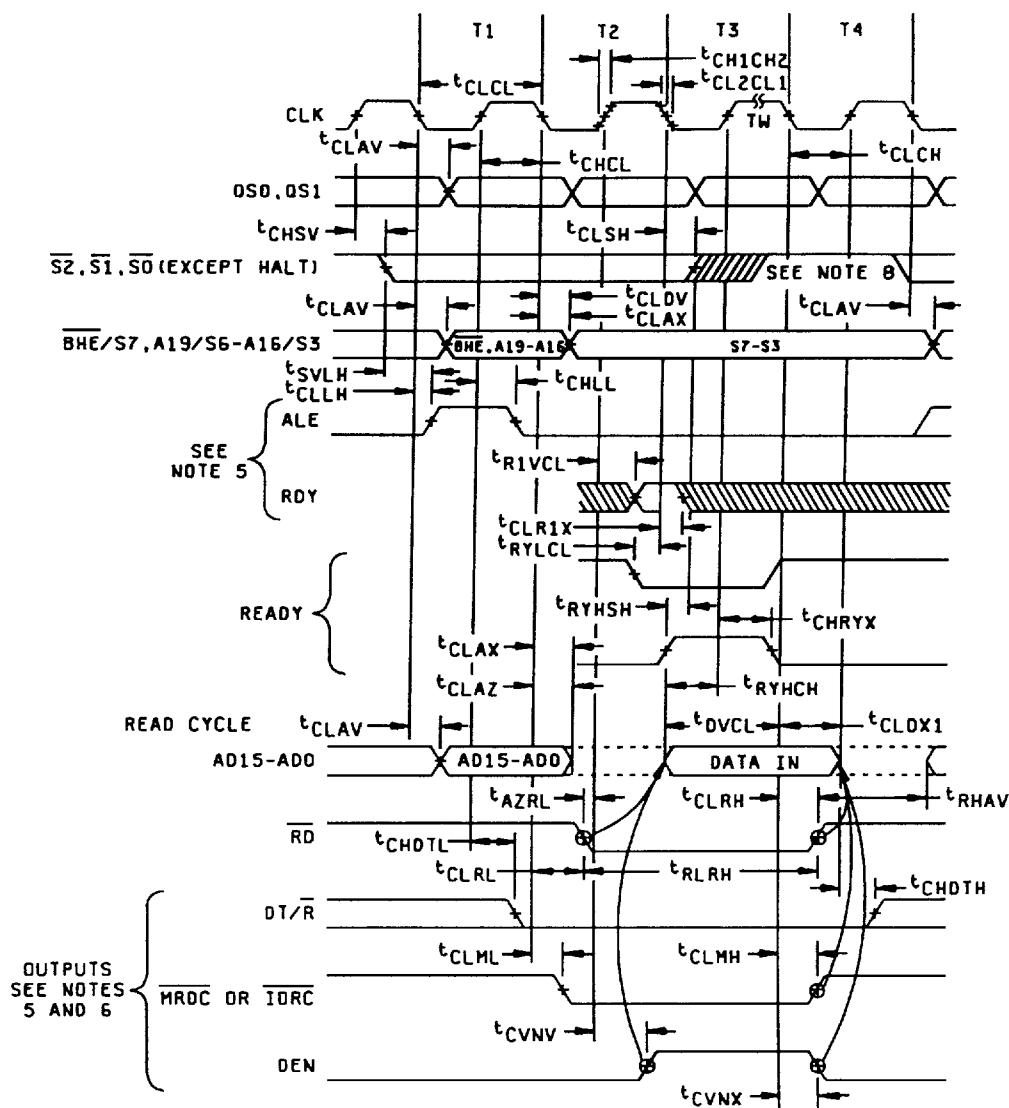 T1 T2 T3 T4
tCH1CH2
tCLCL
tCL2CL1
CLK
TW
tCLAV
tCHCL
tCLCH
QS0,QS1
tCHSV
tCLSH
S2,S1,S0(EXCEPT HALT)
SEE NOTE 8
tCLAV
tCLDV
tCLAX
tCLAV
BHE/S7,A19/S6-A16/S3
BHE,A19-A16
S7-S3
tSVLH
tCLLH
tCHLL
ALE
SEE
NOTE 5
tR1VCL
RDY
tCLR1X
tRYLCL
READY
tRYHSH
tCHRYX
tCLAX
tCLAZ
tRYHCH
READ CYCLE
tCLAV
tDVCL
tCLDX1
AD15-AD0
AD15-AD0
DATA IN
tAZRL
tCLRH
tRHAV
RD
tCHDTL
tCLRL
tRLRH
tCHDTH
DT/R
tCLML
tCLMH
OUTPUTS
SEE NOTES
5 AND 6
MRDC OR IORC
tCVNV
DEN
tCVNX